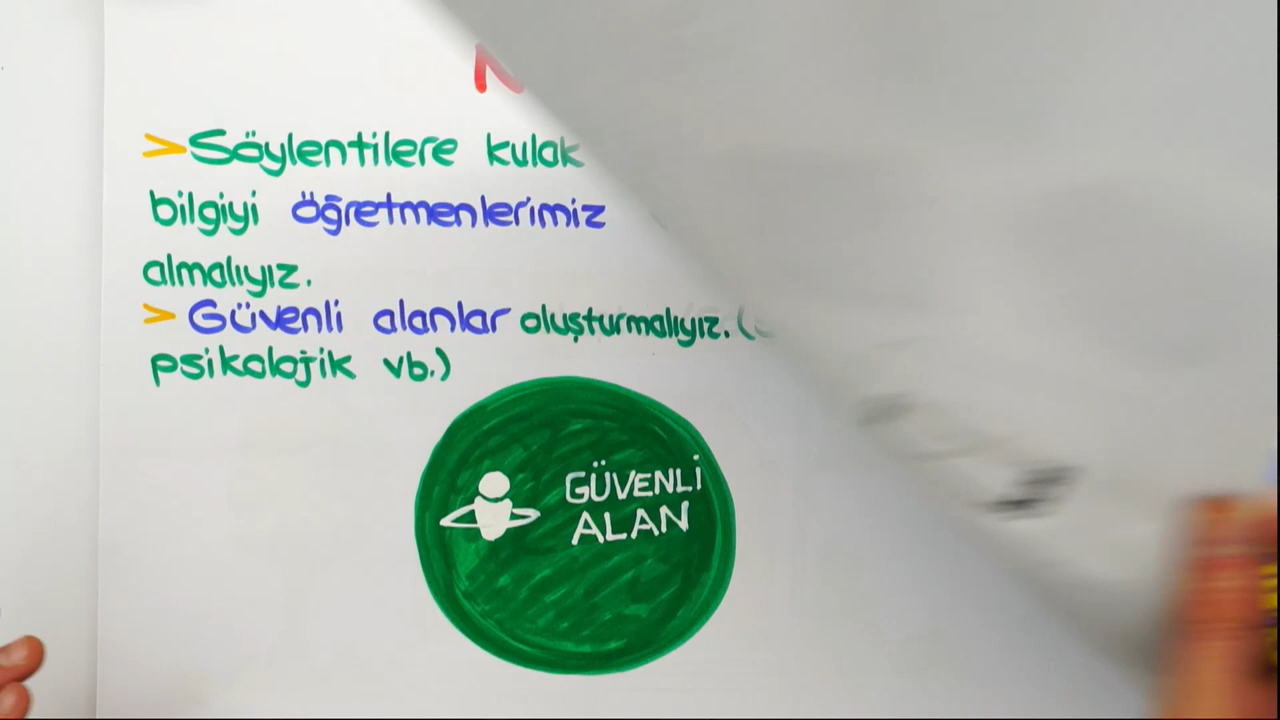 > Söylentilere kulak
bilgiyi öğretmenlerimiz
almalıyız.
> Güvenli alanlar oluşturmalıyız. (
psikolojik vb.)
GÜVENLİ
ALAN